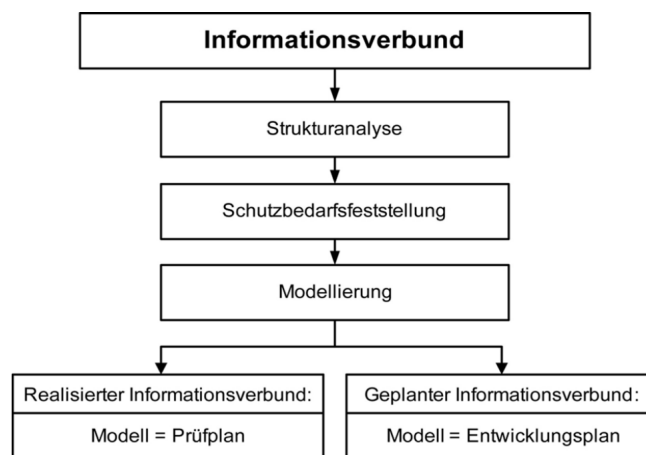 Informationsverbund
Strukturanalyse
Schutzbedarfsfeststellung
Modellierung
Realisierter Informationsverbund:
Modell = Prüfplan
Geplanter Informationsverbund:
Modell = Entwicklungsplan